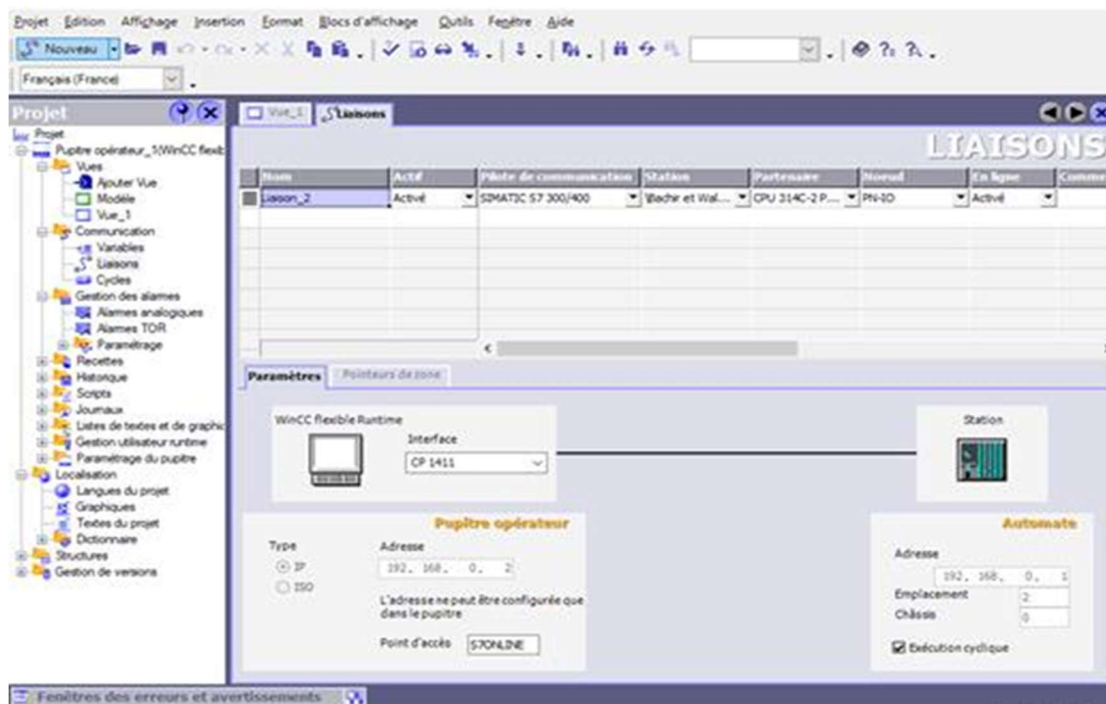 Projet Edition Affichage Insertion Format Blocs d'affichage Outils Fenêtre Aide
Nouveau
Français (France)
Projet
Vue_1 Liaisons
Projet
LIAISONS
Pupitre opérateur_1(WinCC flexib
Vues
Ajouter Vue
Modèle
Vue_1
Communication
Variables
Liaisons
Cycles
Gestion des alarmes
Alarmes analogiques
Alarmes TOR
Paramétrage
Recettes
Historique
Scripts
Journaux
Listes de textes et de graphic
Gestion utilisateur runtime
Paramétrage du pupitre
Localisation
Langues du projet
Graphiques
Textes du projet
Dictionnaire
Structures
Gestion de versions
Nom Actif Pilote de communication Station Partenaire Noeud En ligne Comme
Liaison_2 Activé SIMATIC S7 300/400 \Bachir et Wal... CPU 314C-2 P... PN-IO Activé
Paramètres Pointeurs de zone
WinCC flexible Runtime
Interface
CP 1411
Station
Pupitre opérateur
Type
IP
ISO
Adresse
192. 168. 0. 2
L'adresse ne peut être configurée que
dans le pupitre
Point d'accès S7ONLINE
Automate
Adresse
192. 168. 0. 1
Emplacement 2
Châssis 0
Exécution cyclique
Fenêtres des erreurs et avertissements